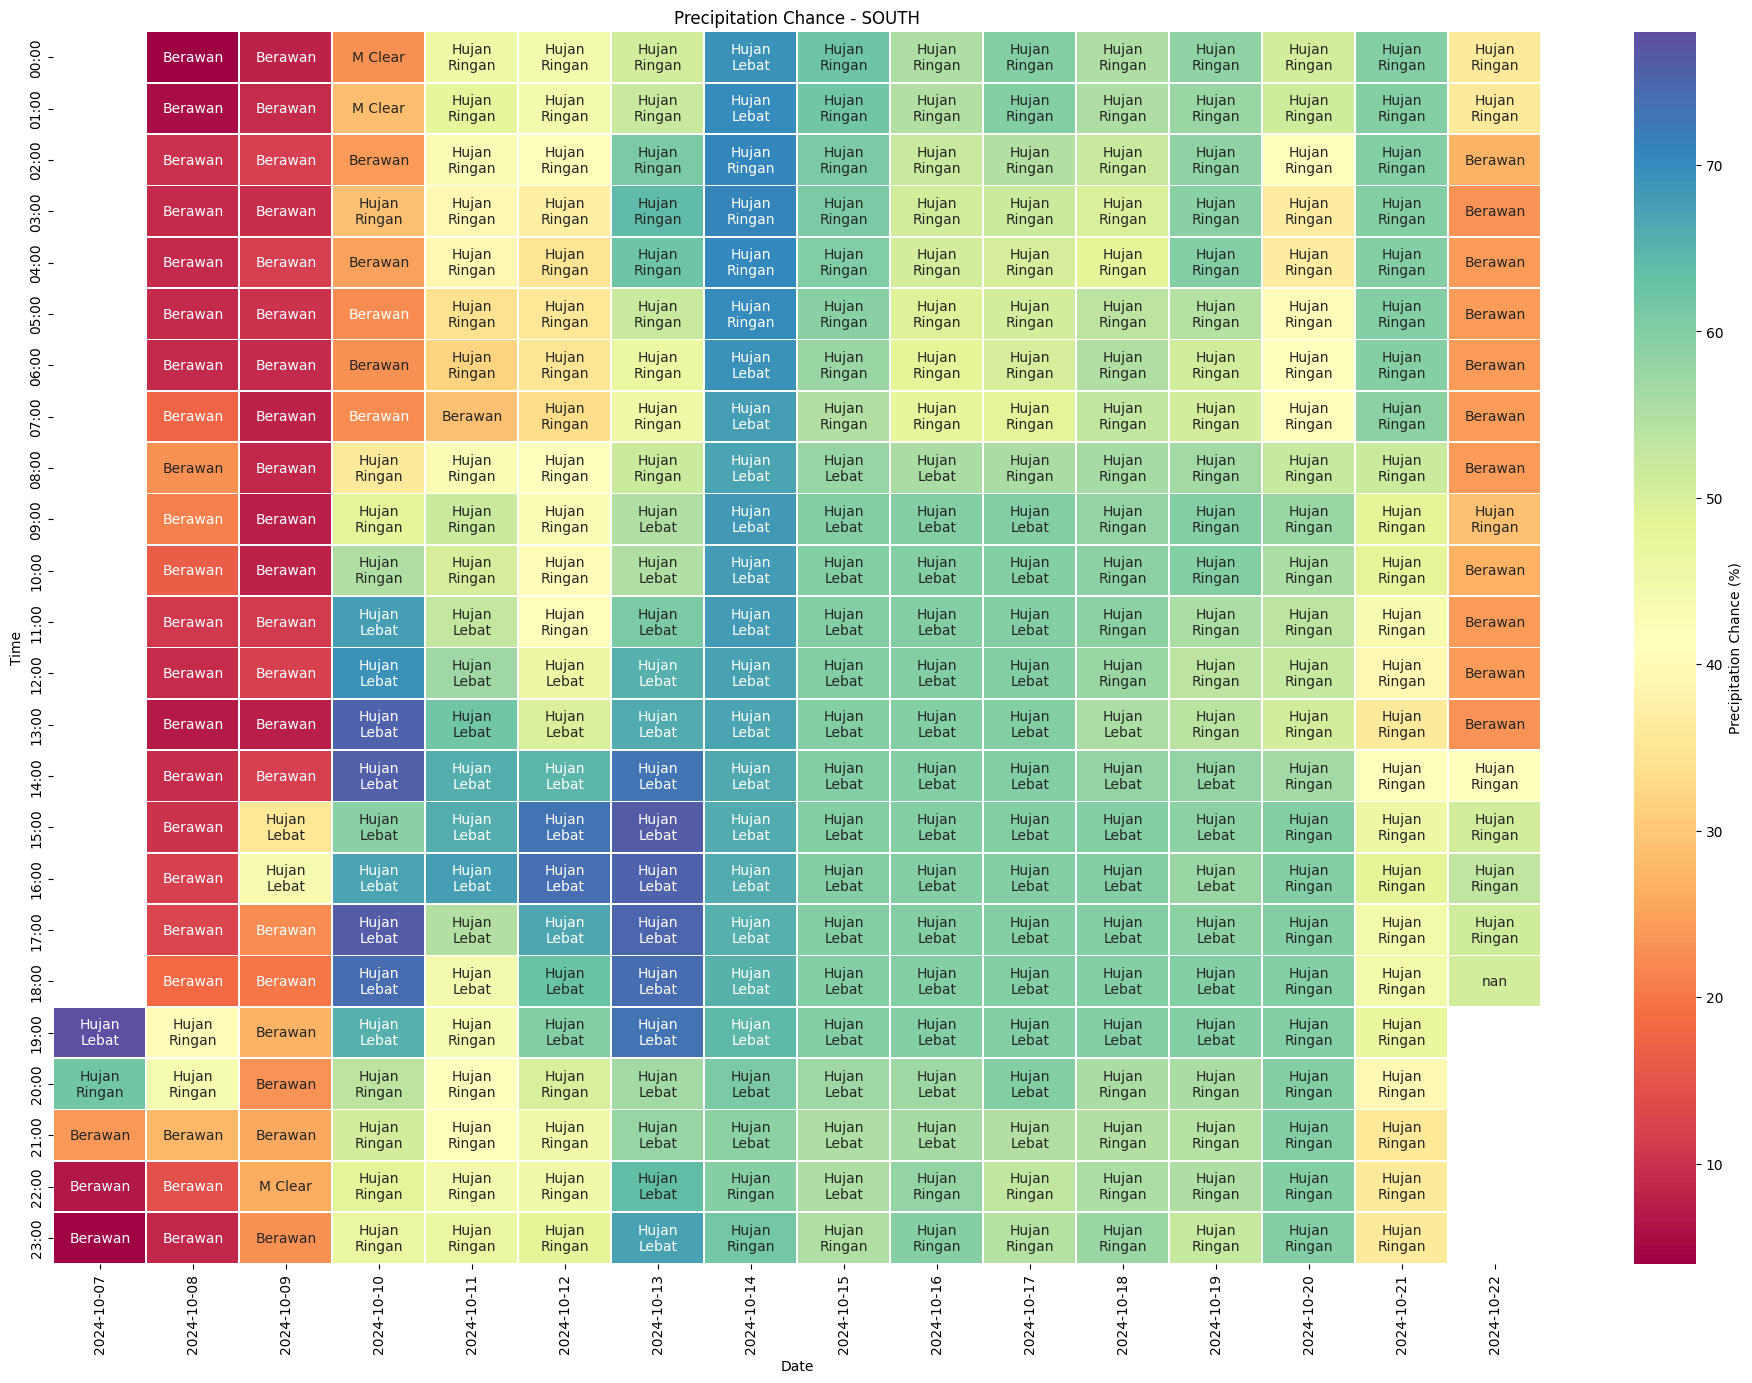 Precipitation Chance - SOUTH
00:00 Berawan Berawan M Clear Hujan Ringan Hujan Ringan Hujan Ringan Hujan Lebat Hujan Ringan Hujan Ringan Hujan Ringan Hujan Ringan Hujan Ringan Hujan Ringan Hujan Ringan Hujan Ringan
01:00 Berawan Berawan M Clear Hujan Ringan Hujan Ringan Hujan Ringan Hujan Lebat Hujan Ringan Hujan Ringan Hujan Ringan Hujan Ringan Hujan Ringan Hujan Ringan Hujan Ringan Hujan Ringan
02:00 Berawan Berawan Berawan Hujan Ringan Hujan Ringan Hujan Ringan Hujan Ringan Hujan Ringan Hujan Ringan Hujan Ringan Hujan Ringan Hujan Ringan Hujan Ringan Hujan Ringan Berawan
03:00 Berawan Berawan Hujan Ringan Hujan Ringan Hujan Ringan Hujan Ringan Hujan Ringan Hujan Ringan Hujan Ringan Hujan Ringan Hujan Ringan Hujan Ringan Hujan Ringan Hujan Ringan Berawan
04:00 Berawan Berawan Berawan Hujan Ringan Hujan Ringan Hujan Ringan Hujan Ringan Hujan Ringan Hujan Ringan Hujan Ringan Hujan Ringan Hujan Ringan Hujan Ringan Hujan Ringan Berawan
05:00 Berawan Berawan Berawan Hujan Ringan Hujan Ringan Hujan Ringan Hujan Ringan Hujan Ringan Hujan Ringan Hujan Ringan Hujan Ringan Hujan Ringan Hujan Ringan Hujan Ringan Berawan
06:00 Berawan Berawan Berawan Hujan Ringan Hujan Ringan Hujan Ringan Hujan Lebat Hujan Ringan Hujan Ringan Hujan Ringan Hujan Ringan Hujan Ringan Hujan Ringan Hujan Ringan Berawan
07:00 Berawan Berawan Berawan Berawan Hujan Ringan Hujan Ringan Hujan Lebat Hujan Ringan Hujan Ringan Hujan Ringan Hujan Ringan Hujan Ringan Hujan Ringan Hujan Ringan Berawan
08:00 Berawan Berawan Hujan Ringan Hujan Ringan Hujan Ringan Hujan Ringan Hujan Lebat Hujan Lebat Hujan Lebat Hujan Ringan Hujan Ringan Hujan Ringan Hujan Ringan Hujan Ringan Berawan
09:00 Berawan Berawan Hujan Ringan Hujan Ringan Hujan Ringan Hujan Lebat Hujan Lebat Hujan Lebat Hujan Lebat Hujan Lebat Hujan Ringan Hujan Ringan Hujan Ringan Hujan Ringan Hujan Ringan
10:00 Berawan Berawan Hujan Ringan Hujan Ringan Hujan Ringan Hujan Lebat Hujan Lebat Hujan Lebat Hujan Lebat Hujan Lebat Hujan Ringan Hujan Ringan Hujan Ringan Hujan Ringan Berawan
11:00 Berawan Berawan Hujan Lebat Hujan Lebat Hujan Ringan Hujan Lebat Hujan Lebat Hujan Lebat Hujan Lebat Hujan Lebat Hujan Ringan Hujan Ringan Hujan Ringan Hujan Ringan Berawan
12:00 Berawan Berawan Hujan Lebat Hujan Lebat Hujan Lebat Hujan Lebat Hujan Lebat Hujan Lebat Hujan Lebat Hujan Lebat Hujan Ringan Hujan Ringan Hujan Ringan Hujan Ringan Berawan
13:00 Berawan Berawan Hujan Lebat Hujan Lebat Hujan Lebat Hujan Lebat Hujan Lebat Hujan Lebat Hujan Lebat Hujan Lebat Hujan Lebat Hujan Ringan Hujan Ringan Hujan Ringan Berawan
14:00 Berawan Berawan Hujan Lebat Hujan Lebat Hujan Lebat Hujan Lebat Hujan Lebat Hujan Lebat Hujan Lebat Hujan Lebat Hujan Lebat Hujan Lebat Hujan Ringan Hujan Ringan Hujan Ringan
15:00 Berawan Hujan Lebat Hujan Lebat Hujan Lebat Hujan Lebat Hujan Lebat Hujan Lebat Hujan Lebat Hujan Lebat Hujan Lebat Hujan Lebat Hujan Lebat Hujan Ringan Hujan Ringan Hujan Ringan
16:00 Berawan Hujan Lebat Hujan Lebat Hujan Lebat Hujan Lebat Hujan Lebat Hujan Lebat Hujan Lebat Hujan Lebat Hujan Lebat Hujan Lebat Hujan Lebat Hujan Ringan Hujan Ringan Hujan Ringan
17:00 Berawan Berawan Hujan Lebat Hujan Lebat Hujan Lebat Hujan Lebat Hujan Lebat Hujan Lebat Hujan Lebat Hujan Lebat Hujan Lebat Hujan Lebat Hujan Ringan Hujan Ringan Hujan Ringan
18:00 Berawan Berawan Hujan Lebat Hujan Lebat Hujan Lebat Hujan Lebat Hujan Lebat Hujan Lebat Hujan Lebat Hujan Lebat Hujan Lebat Hujan Lebat Hujan Ringan Hujan Ringan nan
19:00 Hujan Lebat Hujan Ringan Berawan Hujan Lebat Hujan Ringan Hujan Lebat Hujan Lebat Hujan Lebat Hujan Lebat Hujan Lebat Hujan Lebat Hujan Lebat Hujan Lebat Hujan Ringan Hujan Ringan
20:00 Hujan Ringan Hujan Ringan Berawan Hujan Ringan Hujan Ringan Hujan Ringan Hujan Lebat Hujan Lebat Hujan Lebat Hujan Lebat Hujan Lebat Hujan Ringan Hujan Ringan Hujan Ringan Hujan Ringan
21:00 Berawan Berawan Berawan Hujan Ringan Hujan Ringan Hujan Ringan Hujan Lebat Hujan Lebat Hujan Lebat Hujan Lebat Hujan Lebat Hujan Ringan Hujan Ringan Hujan Ringan Hujan Ringan
22:00 Berawan Berawan M Clear Hujan Ringan Hujan Ringan Hujan Ringan Hujan Lebat Hujan Ringan Hujan Lebat Hujan Ringan Hujan Ringan Hujan Ringan Hujan Ringan Hujan Ringan Hujan Ringan
23:00 Berawan Berawan Berawan Hujan Ringan Hujan Ringan Hujan Ringan Hujan Lebat Hujan Ringan Hujan Ringan Hujan Ringan Hujan Ringan Hujan Ringan Hujan Ringan Hujan Ringan Hujan Ringan
Time
2024-10-07 2024-10-08 2024-10-09 2024-10-10 2024-10-11 2024-10-12 2024-10-13 2024-10-14 2024-10-15 2024-10-16 2024-10-17 2024-10-18 2024-10-19 2024-10-20 2024-10-21 2024-10-22
Date
70
60
50
40
30
20
10
Precipitation Chance (%)